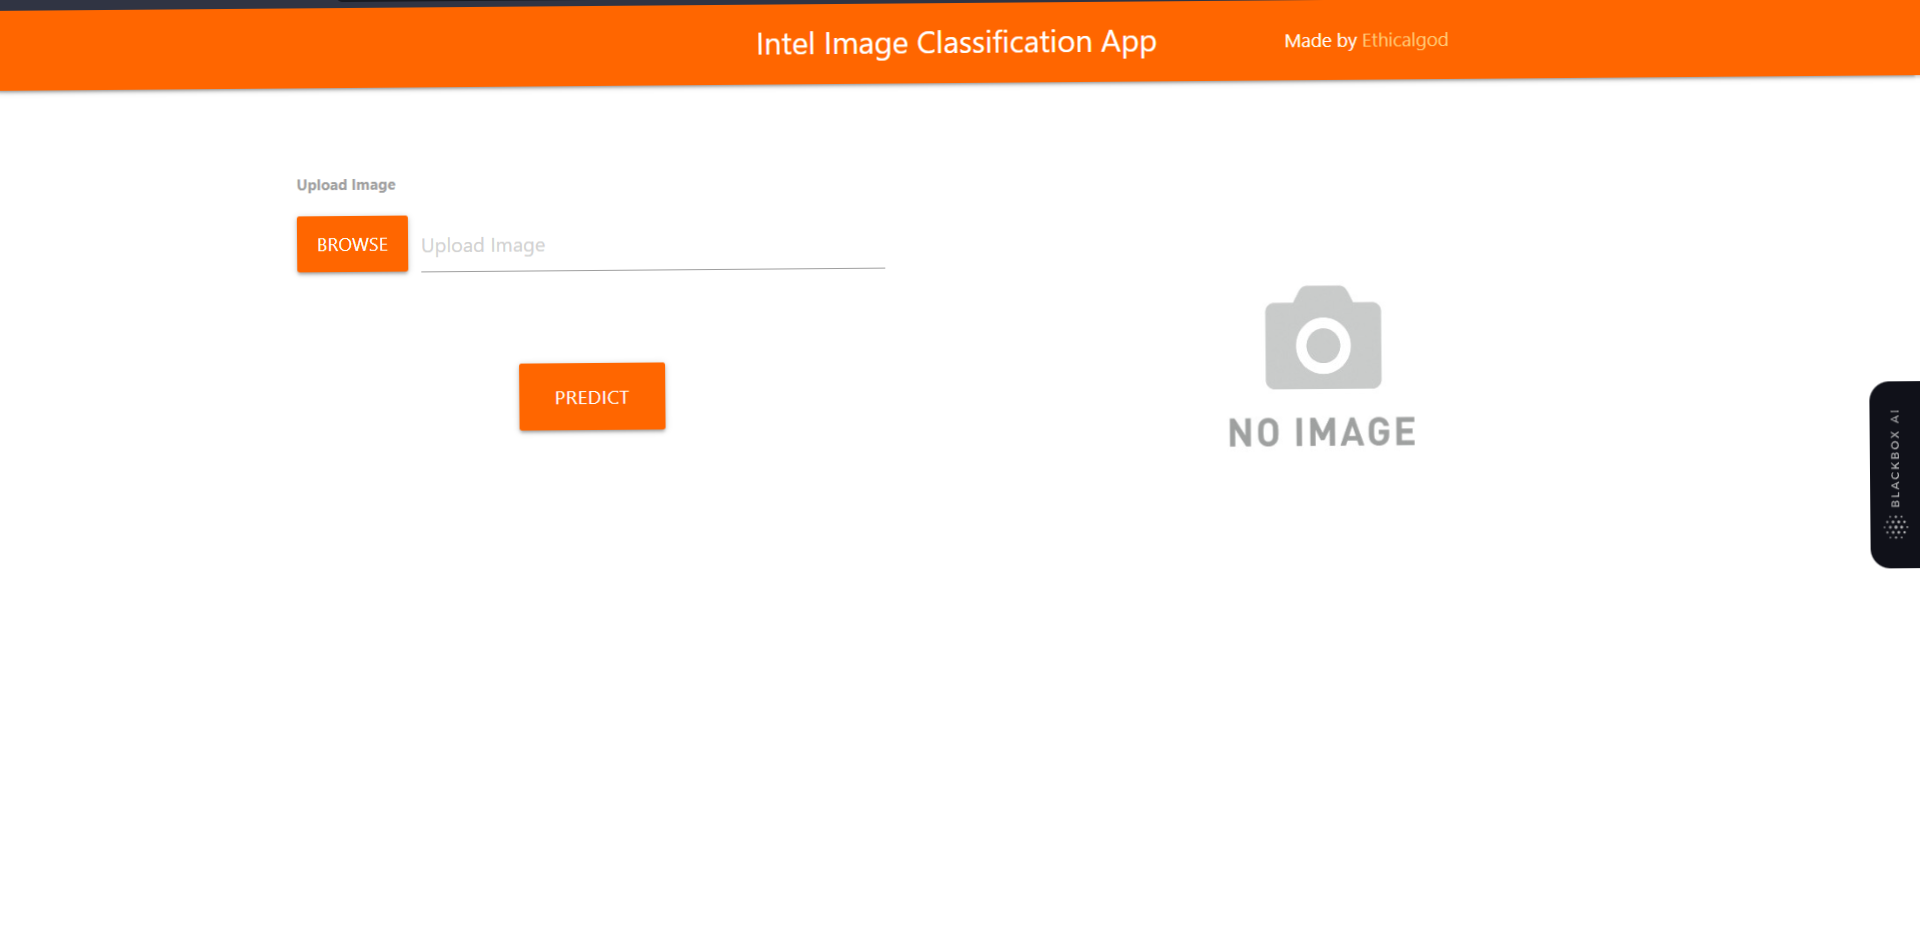 Intel Image Classification App
Made by Ethicalgod
Upload Image
BROWSE
Upload Image
PREDICT
NO IMAGE
BLACKBOX AI